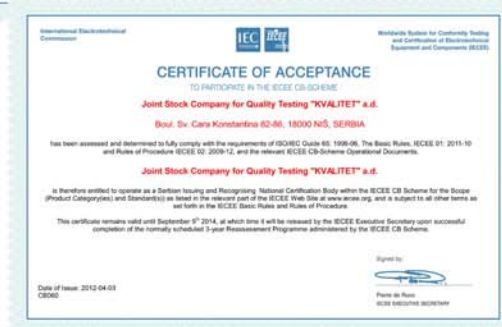 International Electrotechnical
Commission
IEC
IECEE
Worldwide System for Conformity Testing
and Certification of Electrotechnical
Equipment and Components (IECEE)
CERTIFICATE OF ACCEPTANCE
TO PARTICIPATE IN THE IECEE CB-SCHEME
Joint Stock Company for Quality Testing "KVALITET" a.d.
Boul. Sv. Cara Konstantina 82-86, 18000 NIŠ, SERBIA
has been assessed and determined to fully comply with the requirements of ISO/IEC Guide 65: 1996-06, The Basic Rules, IECEE 01: 2011-10
and Rules of Procedure IECEE 02: 2009-12, and the relevant IECEE CB-Scheme Operational Documents.
Joint Stock Company for Quality Testing "KVALITET" a.d.
is therefore entitled to operate as a Serbian Issuing and Recognising National Certification Body within the IECEE CB Scheme for the Scope
(Product Category(ies) and Standard(s)) as listed in the relevant part of the IECEE Web Site at www.iecee.org, and is subject to all other terms as
set forth in the IECEE Basic Rules and Rules of Procedure.
This certificate remains valid until September 9th 2014, at which time it will be reissued by the IECEE Executive Secretary upon successful
completion of the normally scheduled 3-year Reassessment Programme administered by the IECEE CB Scheme.
Signed by:
Date of Issue: 2012-04-03
CB060
Pierre de Ruvo
IECEE EXECUTIVE SECRETARY